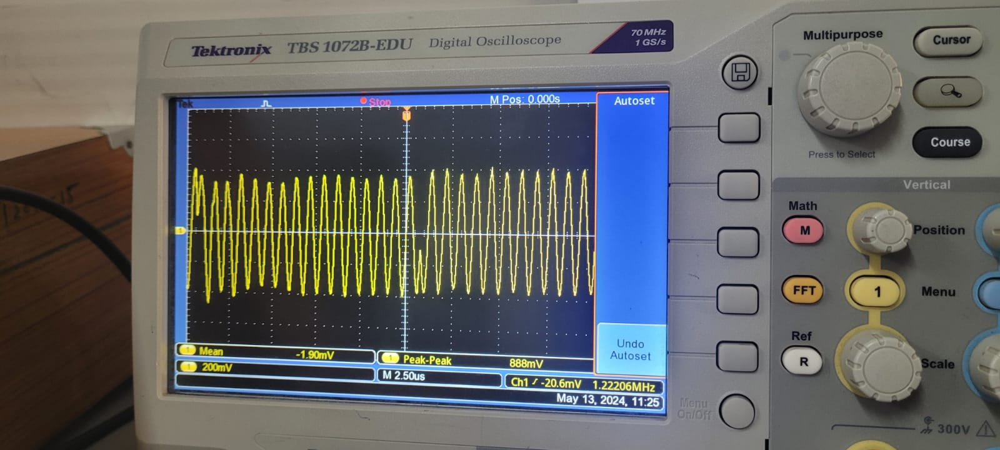 Tektronix TBS 1072B-EDU Digital Oscilloscope
70 MHz
1 GS/s
Tek
Stop
M Pos: 0.000s
Autoset
T
1
1 Mean -1.90mV
1 Peak-Peak 888mV
1 200mV
M 2.50us
Ch1 -20.6mV 1.22206MHz
May 13, 2024, 11:25
Undo
Autoset
Multipurpose
Press to Select
Cursor
Course
Vertical
Math
M
Position
FFT
1
Menu
Ref
R
Scale
Menu
On/Off
300V